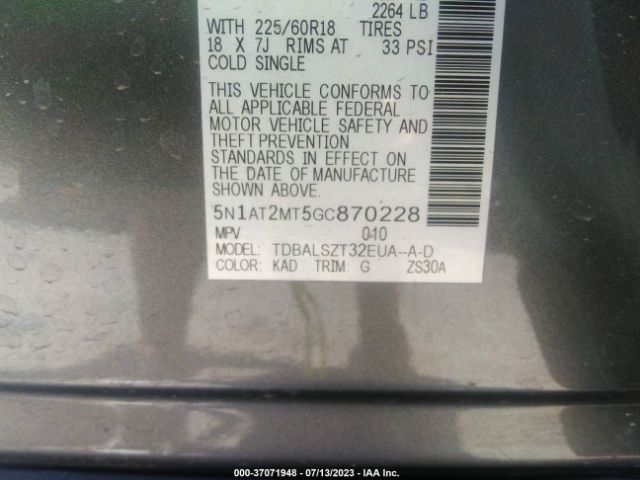 2264 LB
WITH 225/60R18 TIRES
18 X 7J RIMS AT 33 PSI
COLD SINGLE
THIS VEHICLE CONFORMS TO
ALL APPLICABLE FEDERAL
MOTOR VEHICLE SAFETY AND
THEFT PREVENTION
STANDARDS IN EFFECT ON
THE DATE OF MANUFACTURE
SHOWN ABOVE.
5N1AT2MT5GC870228
MPV 040
MODEL: TDBALSZT32EUA--A-D
COLOR: KAD TRIM: G ZS30A
000-37071948 - 07/13/2023 - IAA Inc.